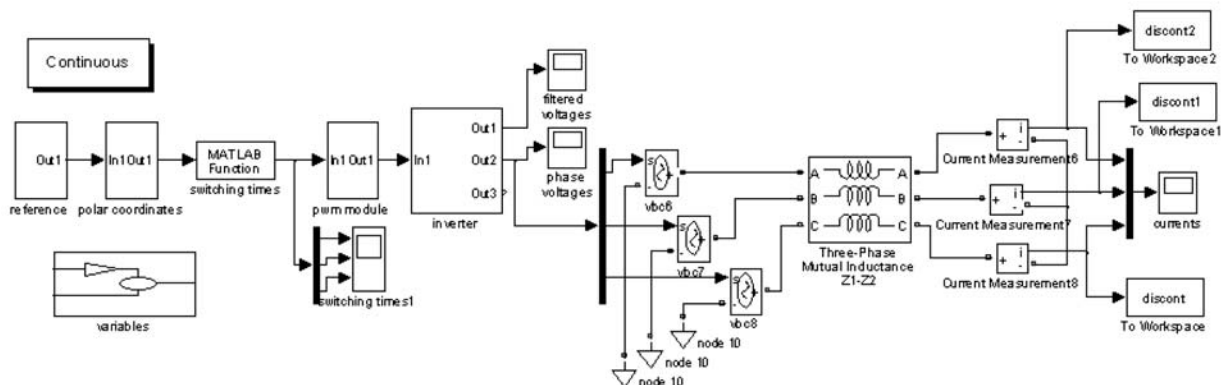 Continuous
discont2
To Workspace2
filtered
voltages
discont1
To Workspace1
Out1
reference
In1 Out1
polar coordinates
MATLAB
Function
switching times
In1 Out1
pwm module
In1
Out1
Out2
Out3
inverter
phase
voltages
s
-
vbc6
s
-
vbc7
s
-
vbc8
A
B
C
A
B
C
Three-Phase
Mutual Inductance
Z1-Z2
+
i
-
Current Measurement6
+
i
-
Current Measurement7
+
i
-
Current Measurement8
currents
variables
switching times1
node 10
node 10
node 10
discont
To Workspace